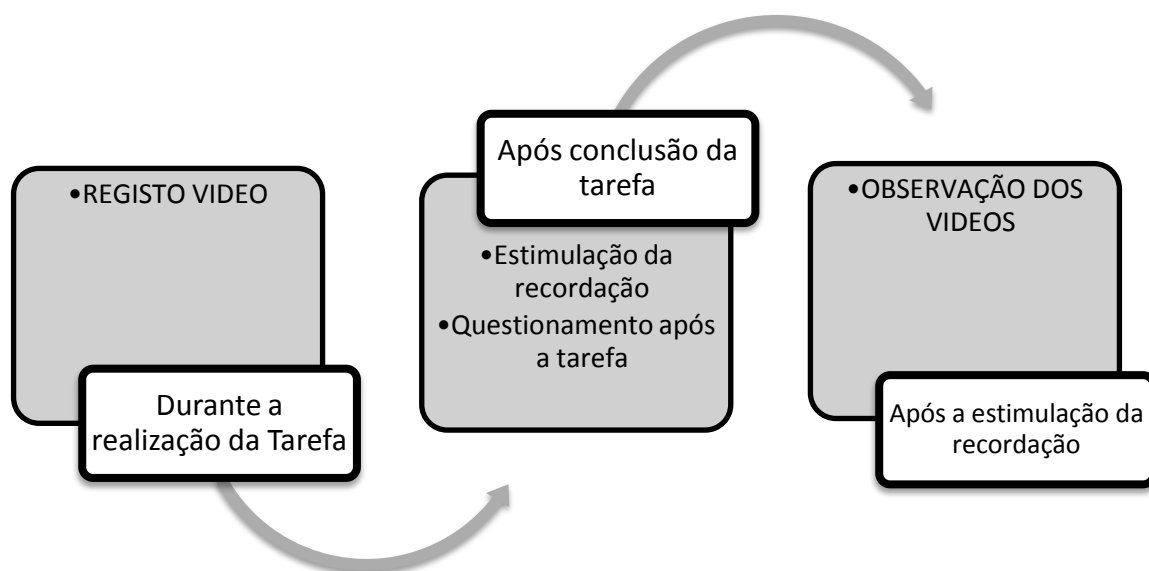 •REGISTO VIDEO
Durante a
realização da Tarefa
Após conclusão da
tarefa
•Estimulação da
recordação
•Questionamento após
a tarefa
•OBSERVAÇÃO DOS
VIDEOS
Após a estimulação da
recordação